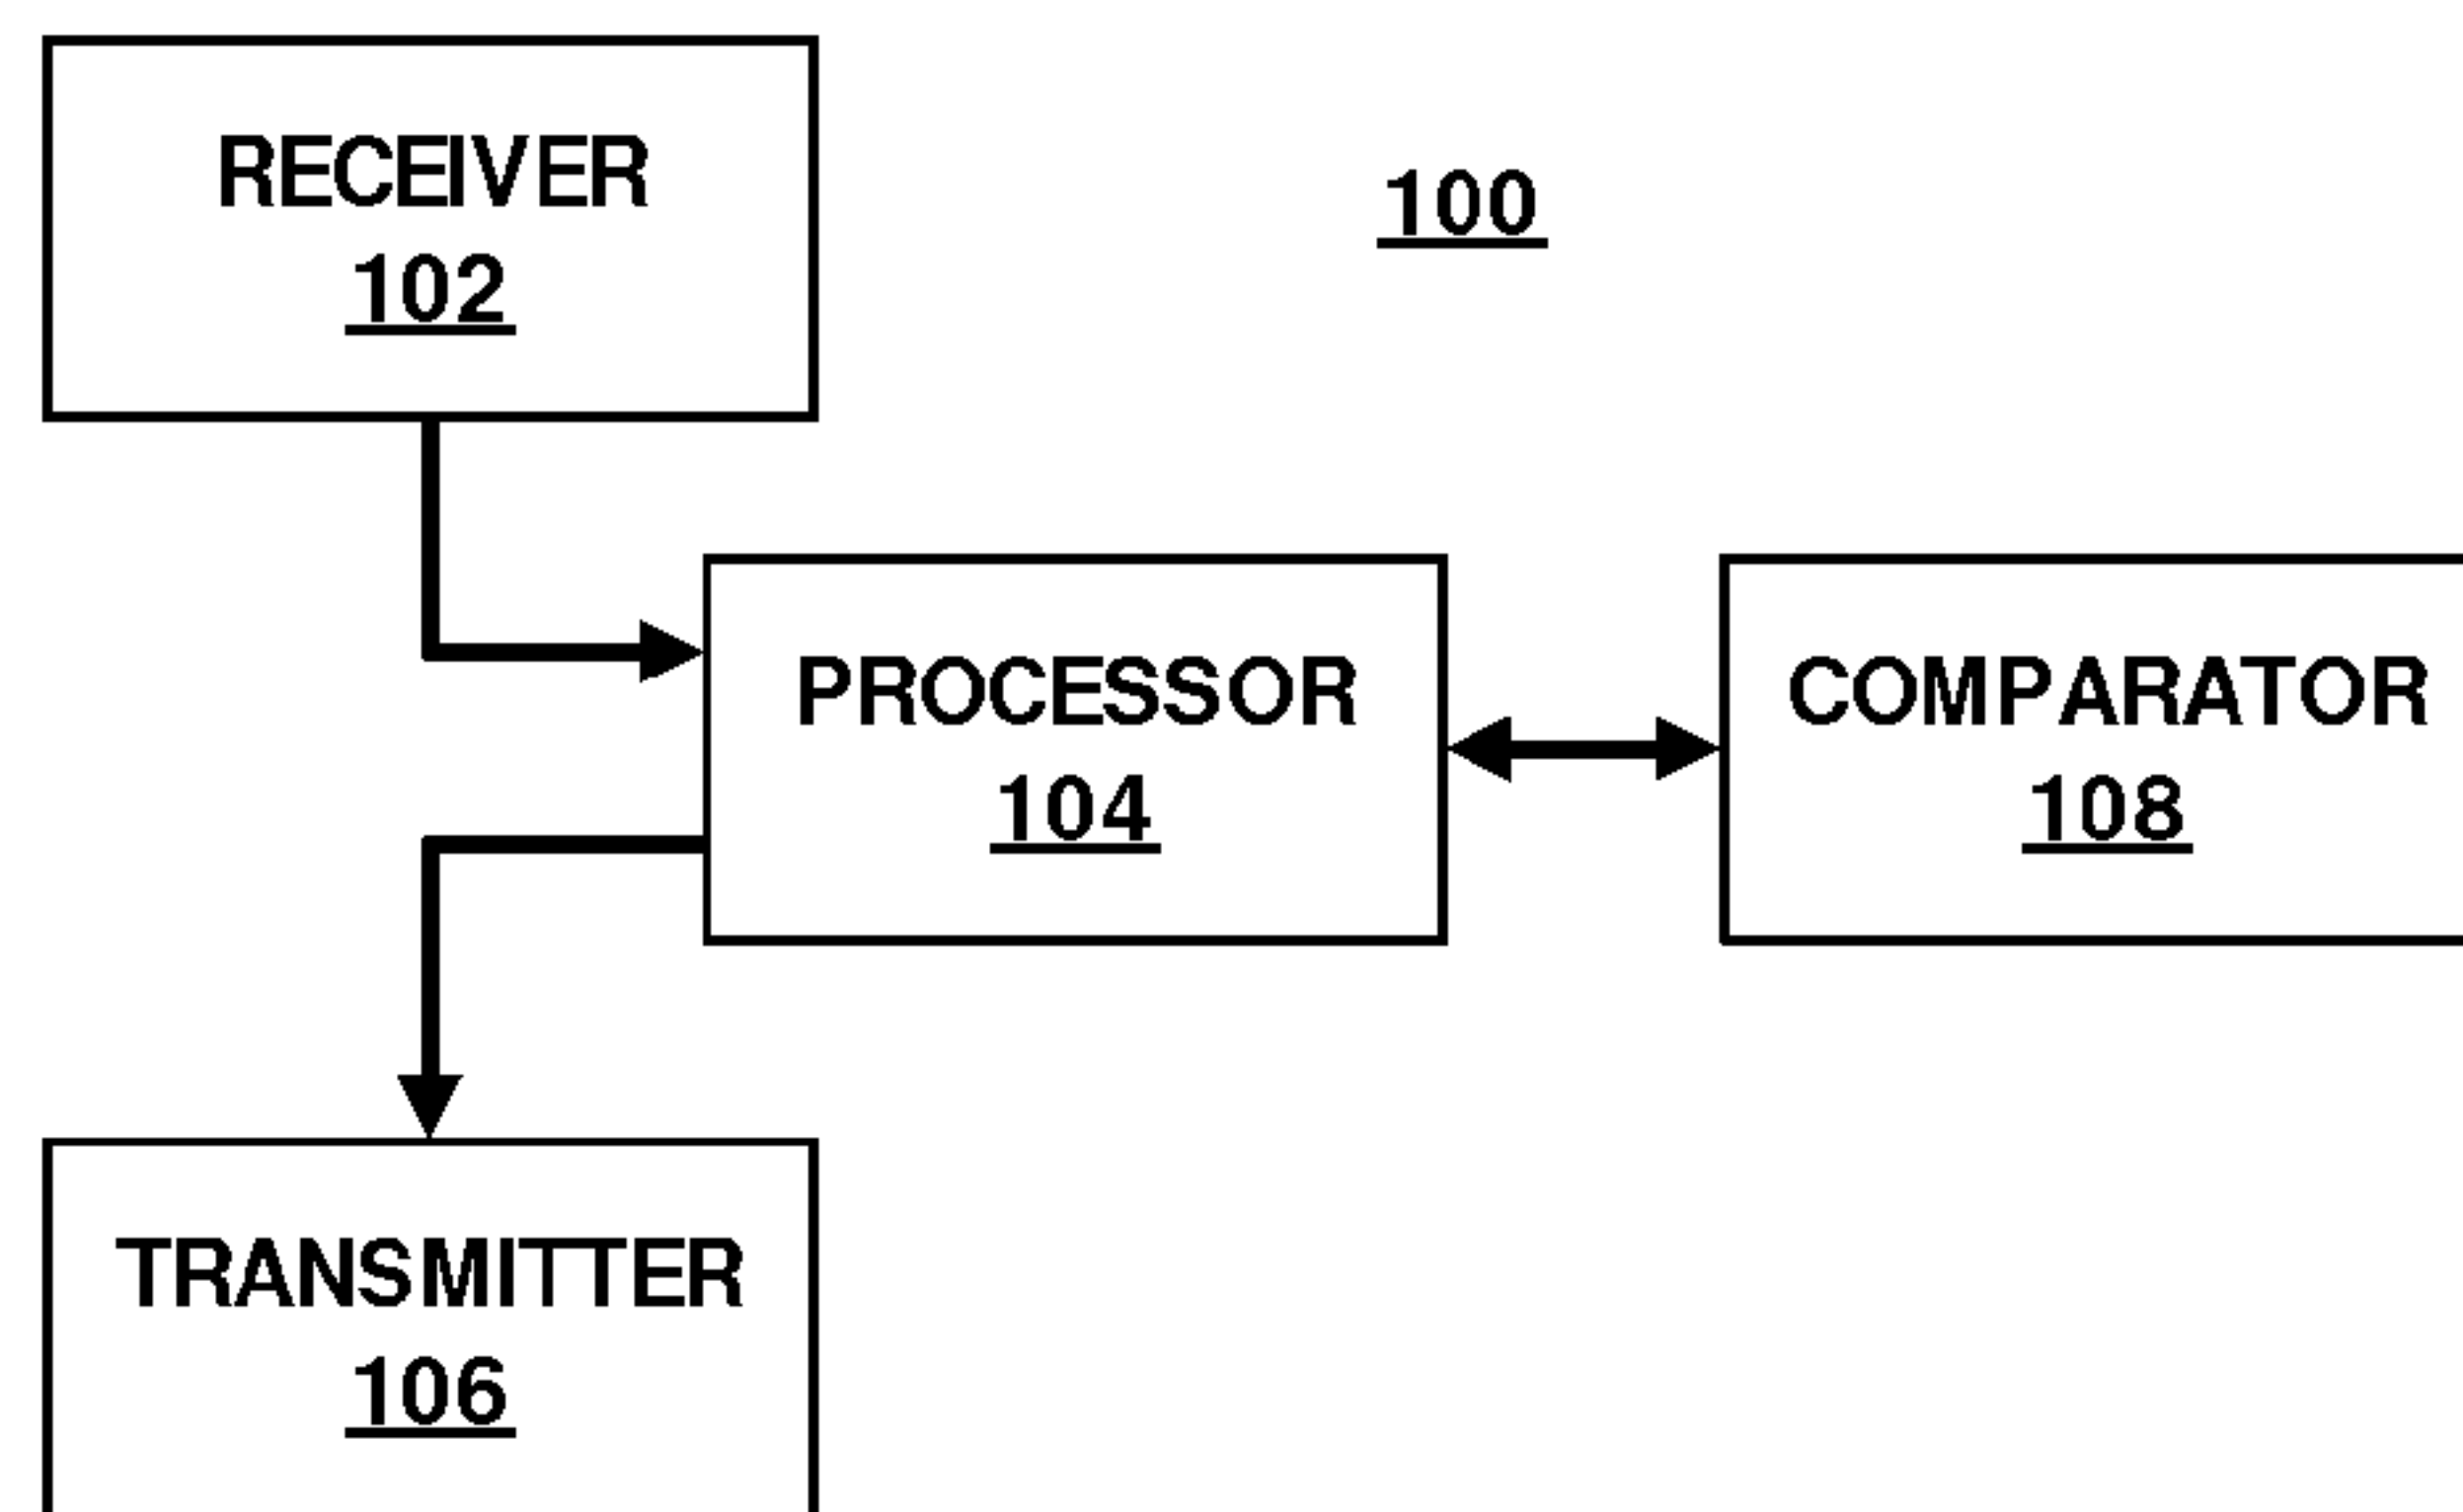 RECEIVER
102
100
PROCESSOR
104
COMPARATOR
108
TRANSMITTER
106